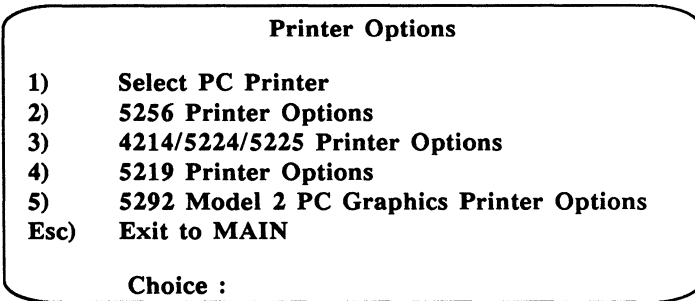 Printer Options
1) Select PC Printer
2) 5256 Printer Options
3) 4214/5224/5225 Printer Options
4) 5219 Printer Options
5) 5292 Model 2 PC Graphics Printer Options
Esc) Exit to MAIN
Choice :